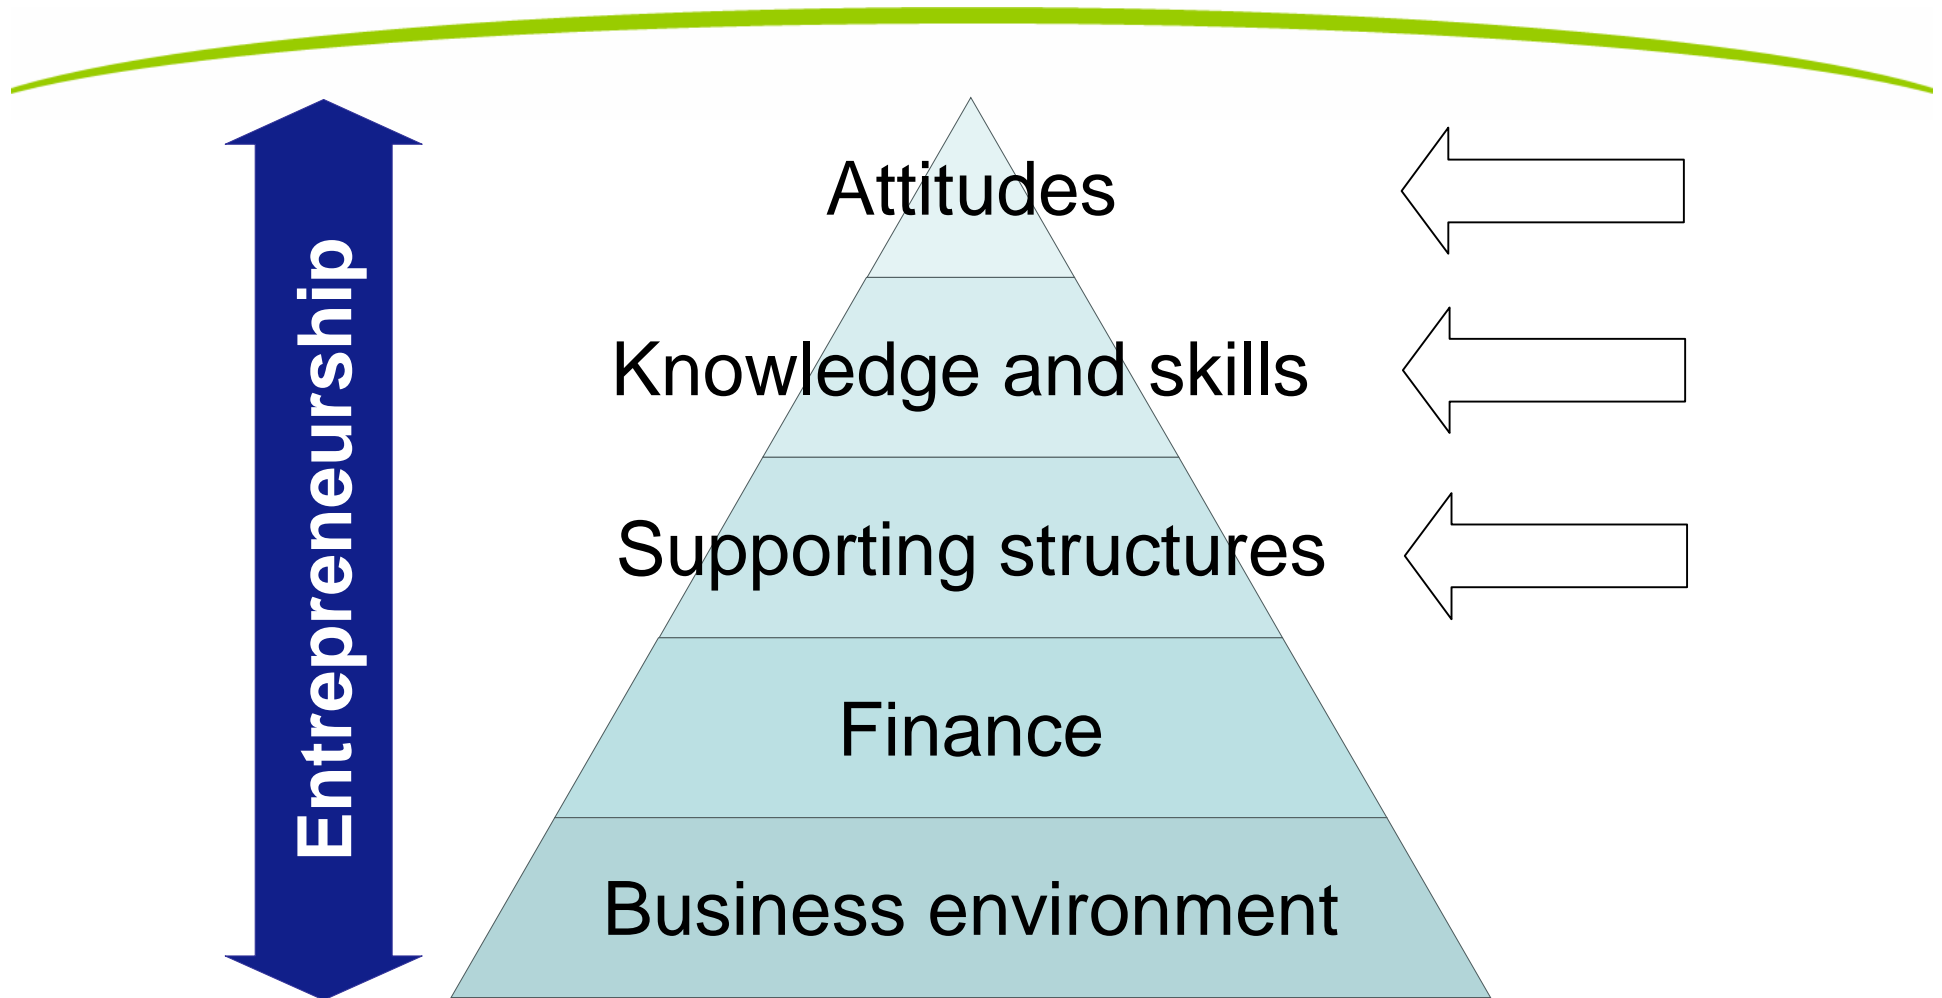 Entrepreneurship
Attitudes
Knowledge and skills
Supporting structures
Finance
Business environment